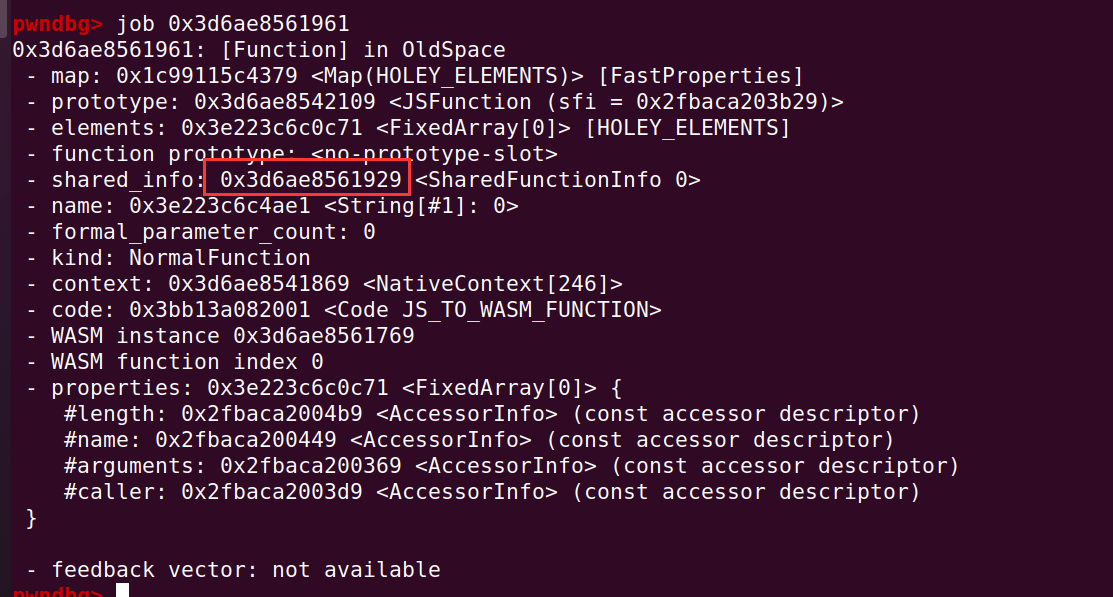 pwndbg> job 0x3d6ae8561961
0x3d6ae8561961: [Function] in OldSpace
- map: 0x1c99115c4379 <Map(HOLEY_ELEMENTS)> [FastProperties]
- prototype: 0x3d6ae8542109 <JSFunction (sfi = 0x2fbaca203b29)>
- elements: 0x3e223c6c0c71 <FixedArray[0]> [HOLEY_ELEMENTS]
- function prototype: <no-prototype-slot>
- shared_info: 0x3d6ae8561929 <SharedFunctionInfo 0>
- name: 0x3e223c6c4ae1 <String[#1]: 0>
- formal_parameter_count: 0
- kind: NormalFunction
- context: 0x3d6ae8541869 <NativeContext[246]>
- code: 0x3bb13a082001 <Code JS_TO_WASM_FUNCTION>
- WASM instance 0x3d6ae8561769
- WASM function index 0
- properties: 0x3e223c6c0c71 <FixedArray[0]> {
#length: 0x2fbaca2004b9 <AccessorInfo> (const accessor descriptor)
#name: 0x2fbaca200449 <AccessorInfo> (const accessor descriptor)
#arguments: 0x2fbaca200369 <AccessorInfo> (const accessor descriptor)
#caller: 0x2fbaca2003d9 <AccessorInfo> (const accessor descriptor)
}
- feedback vector: not available
pwndbg>